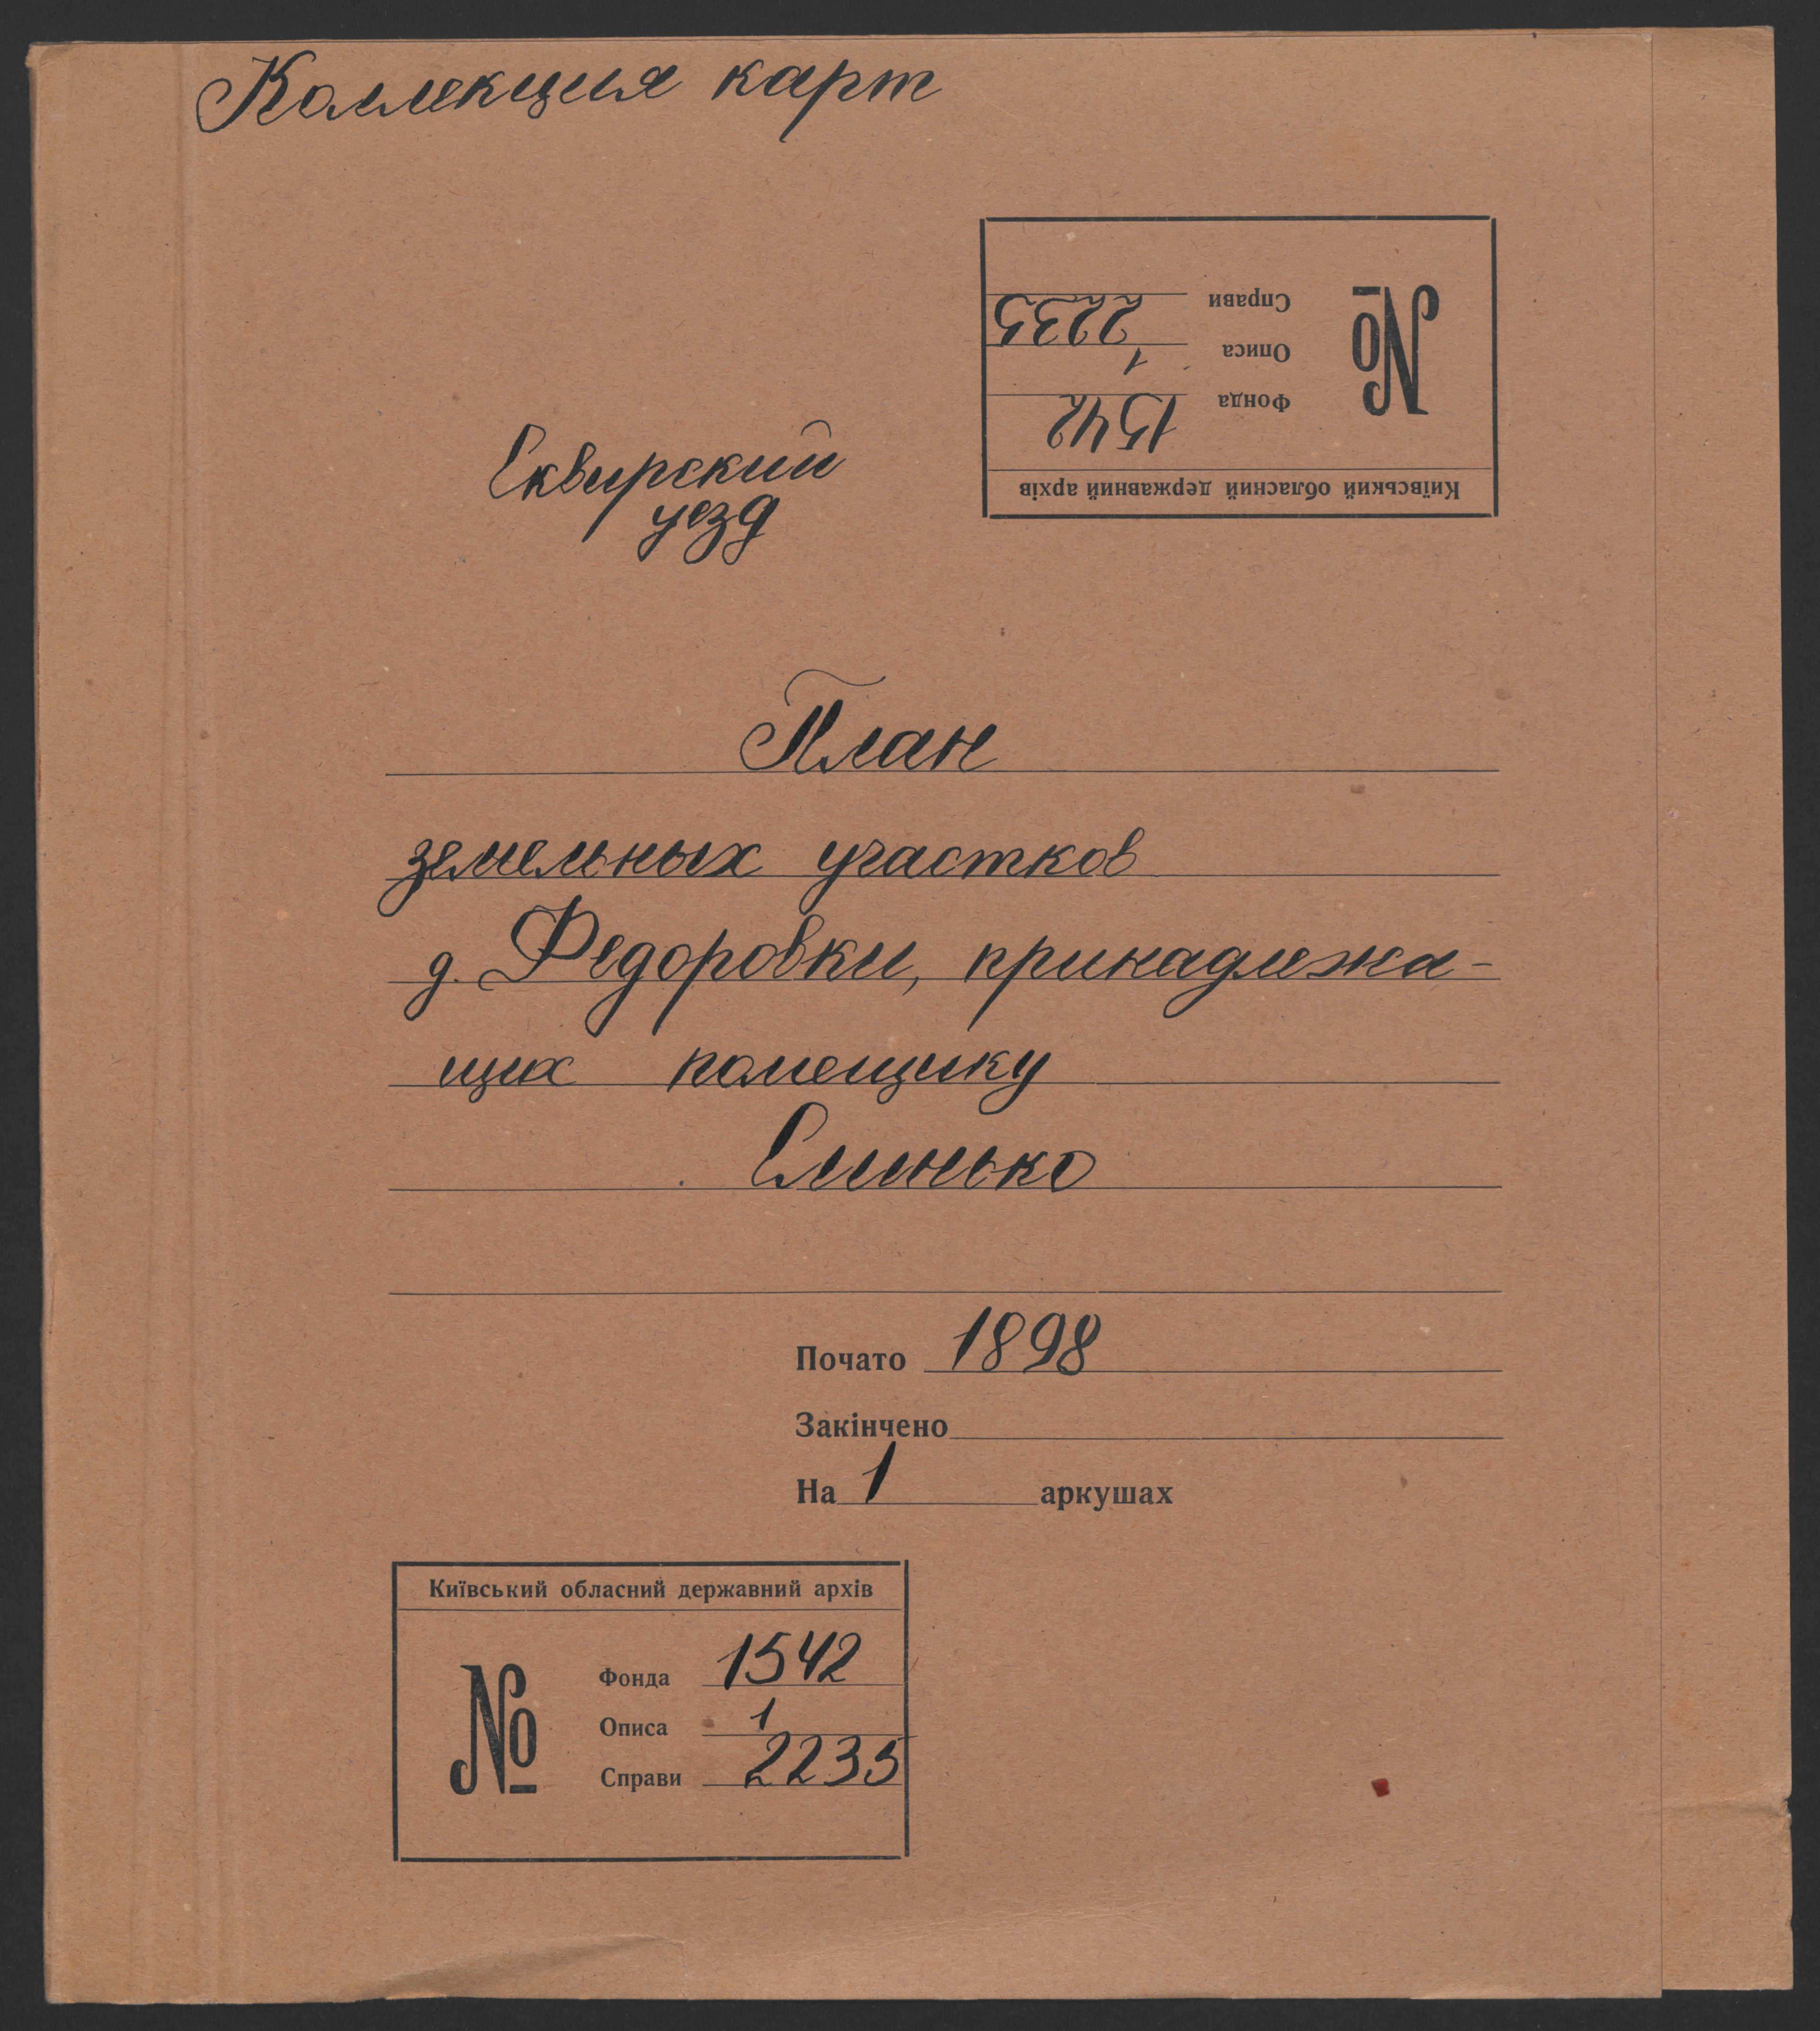 Коллекция карт
Київський обласний державний архів
№
Фонда 1542
Описа 1
Справи 2235
Сквирский
уезд
План
земельных участков
д. Федоровки, принадлежа-
щих помещику
Слинько
Почато 1898
Закінчено
На 1 аркушах
Київський обласний державний архів
№
Фонда 1542
Описа 1
Справи 2235